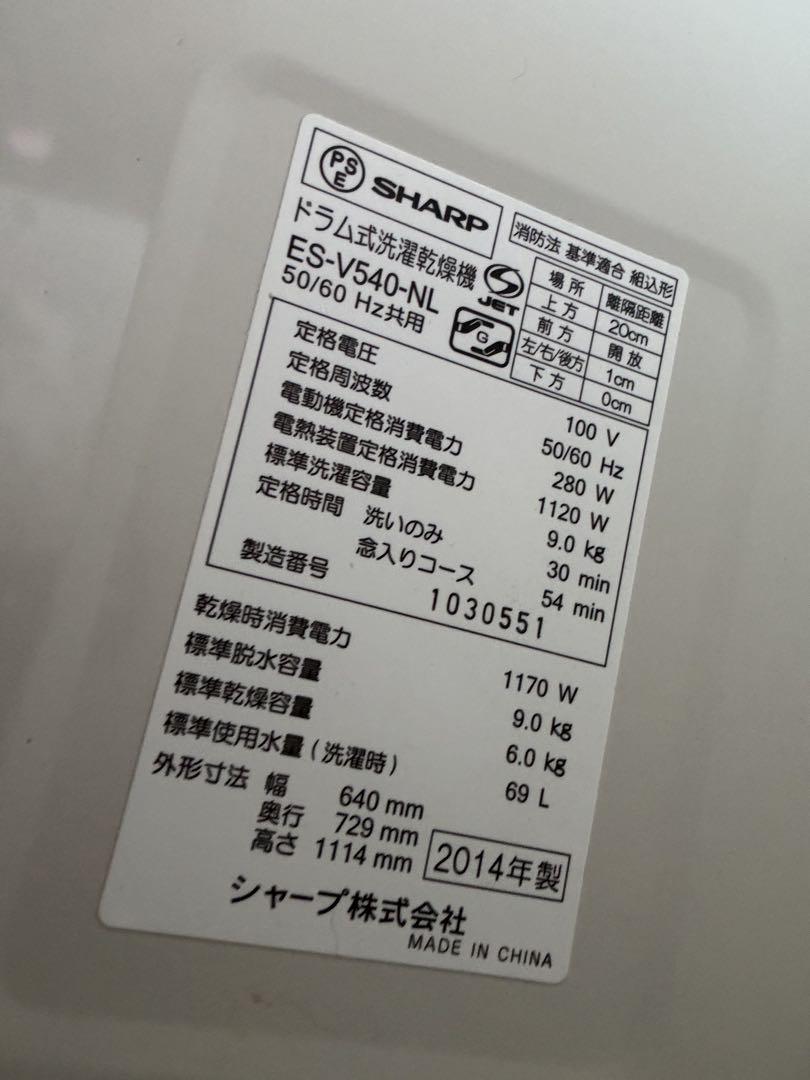 PSE SHARP
消防法 基準適合 組込形
ドラム式洗濯乾燥機
ES-V540-NL
50/60 Hz共用
JET
G
場所 離隔距離
上方 20cm
前方 開放
左/右/後方 1cm
下方 0cm
定格電圧 100 V
定格周波数 50/60 Hz
電動機定格消費電力 280 W
電熱装置定格消費電力 1120 W
標準洗濯容量 9.0 kg
定格時間 洗いのみ 30 min
念入りコース 54 min
製造番号 1030551
乾燥時消費電力 1170 W
標準脱水容量 9.0 kg
標準乾燥容量 6.0 kg
標準使用水量(洗濯時) 69 L
外形寸法 幅 640 mm
奥行 729 mm
高さ 1114 mm
2014年製
シャープ株式会社
MADE IN CHINA